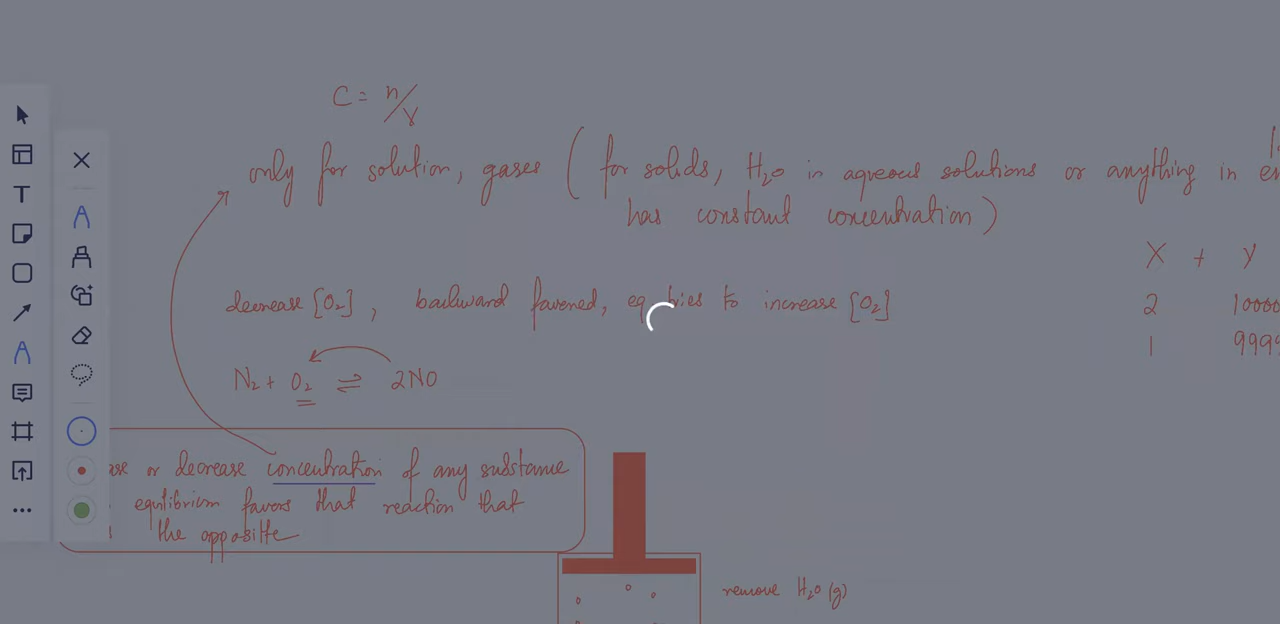 C = n/V
only for solution, gases ( for solids, H₂O in aqueous solutions or anything in
has constant concentration )
X + Y
decrease [O₂], backward favored, eq tries to increase [O₂]
2
1
N₂ + O₂ ⇌ 2NO
or decrease concentration of any substance
equilibrium favors that reaction that
the oppositte
remove H₂O (g)
T